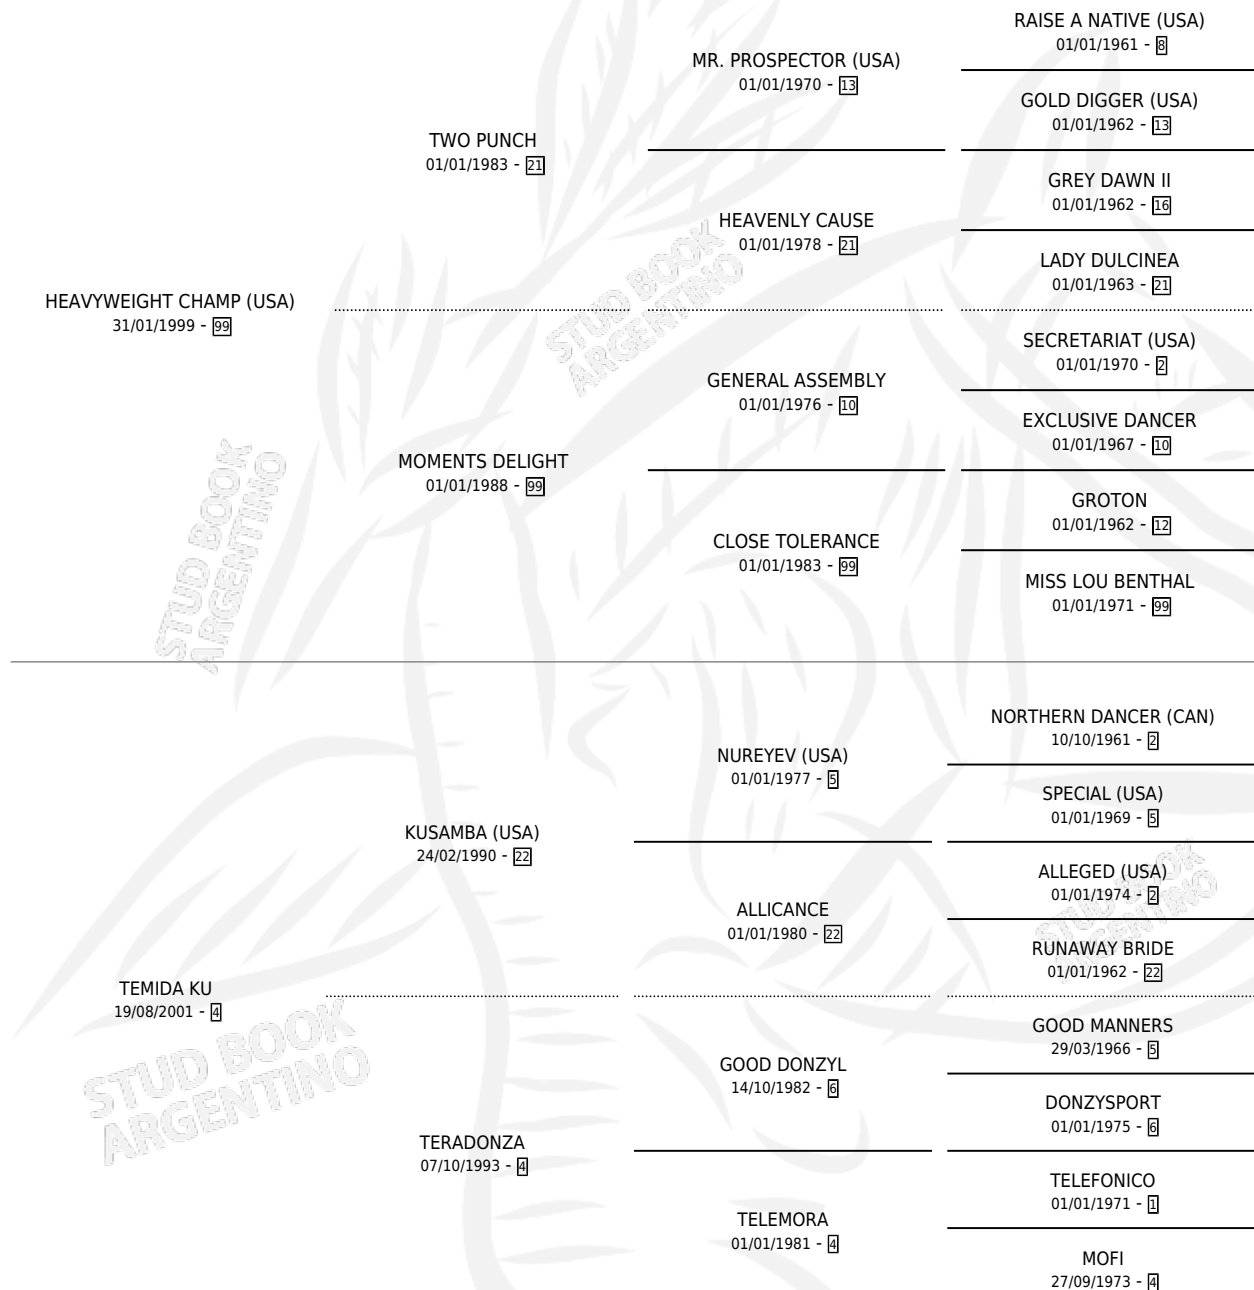 RAISE A NATIVE (USA)
01/01/1961 - 8
MR. PROSPECTOR (USA)
01/01/1970 - 13
GOLD DIGGER (USA)
01/01/1962 - 13
TWO PUNCH
01/01/1983 - 21
GREY DAWN II
01/01/1962 - 16
HEAVENLY CAUSE
01/01/1978 - 21
LADY DULCINEA
01/01/1963 - 21
HEAVYWEIGHT CHAMP (USA)
31/01/1999 - 99
STUD BOOK
ARGENTINO
SECRETARIAT (USA)
01/01/1970 - 2
GENERAL ASSEMBLY
01/01/1976 - 10
EXCLUSIVE DANCER
01/01/1967 - 10
MOMENTS DELIGHT
01/01/1988 - 99
GROTON
01/01/1962 - 12
CLOSE TOLERANCE
01/01/1983 - 99
MISS LOU BENTHAL
01/01/1971 - 99
STUD BOOK
ARGENTINO
NORTHERN DANCER (CAN)
10/10/1961 - 2
NUREYEV (USA)
01/01/1977 - 5
SPECIAL (USA)
01/01/1969 - 5
KUSAMBA (USA)
24/02/1990 - 22
ALLEGED (USA)
01/01/1974 - 2
ALLICANCE
01/01/1980 - 22
RUNAWAY BRIDE
01/01/1962 - 22
STUD BOOK
ARGENTINO
TEMIDA KU
19/08/2001 - 4
STUD BOOK
ARGENTINO
GOOD MANNERS
29/03/1966 - 5
GOOD DONZYL
14/10/1982 - 6
DONZYSPORT
01/01/1975 - 6
TERADONZA
07/10/1993 - 4
TELEFONICO
01/01/1971 - 1
TELEMORA
01/01/1981 - 4
MOFI
27/09/1973 - 4